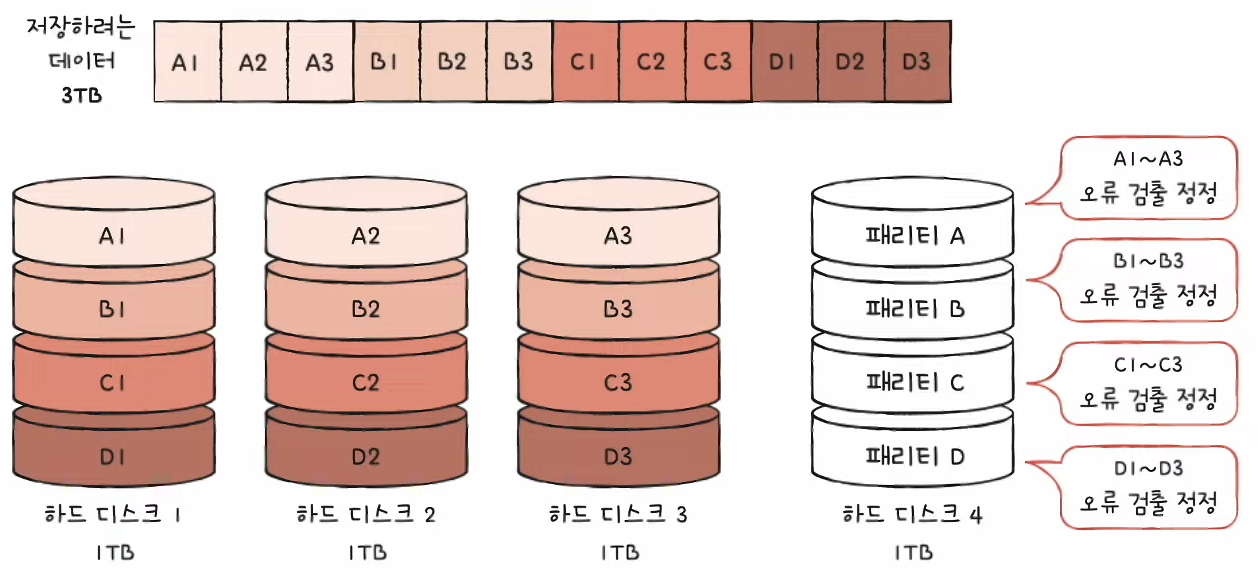 저장하려는
데이터
3TB
A1 A2 A3 B1 B2 B3 C1 C2 C3 D1 D2 D3
A1
B1
C1
D1
하드 디스크 1
1TB
A2
B2
C2
D2
하드 디스크 2
1TB
A3
B3
C3
D3
하드 디스크 3
1TB
패리티 A
패리티 B
패리티 C
패리티 D
하드 디스크 4
1TB
A1~A3
오류 검출 정정
B1~B3
오류 검출 정정
C1~C3
오류 검출 정정
D1~D3
오류 검출 정정